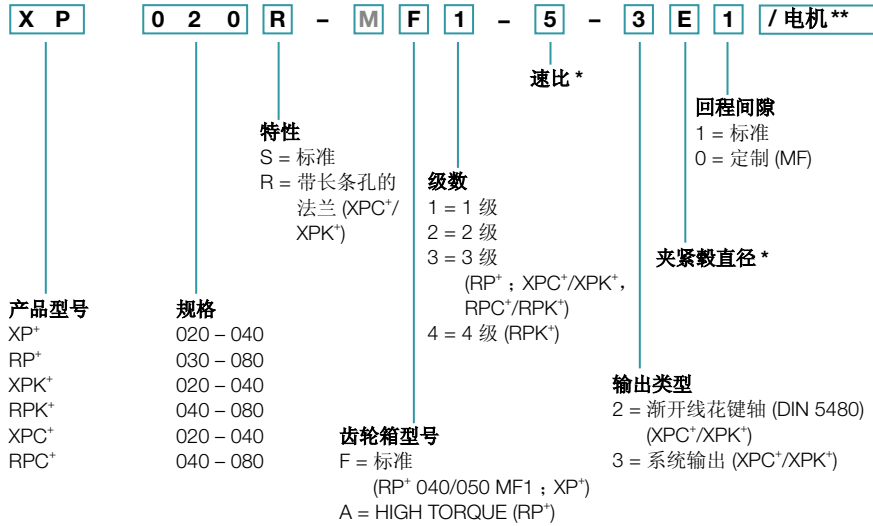 XP 020R – MF1 – 5 – 3E1 / 电机**
速比 *
回程间隙
1 = 标准
0 = 定制 (MF)
特性
S = 标准
R = 带长条孔的
法兰 (XPC⁺/
XPK⁺)
级数
1 = 1 级
2 = 2 级
3 = 3 级
(RP⁺ ; XPC⁺/XPK⁺,
RPC⁺/RPK⁺)
4 = 4 级 (RPK⁺)
夹紧毂直径 *
产品型号 规格
XP⁺ 020 – 040
RP⁺ 030 – 080
XPK⁺ 020 – 040
RPK⁺ 040 – 080
XPC⁺ 020 – 040
RPC⁺ 040 – 080
齿轮箱型号
F = 标准
(RP⁺ 040/050 MF1 ; XP⁺)
A = HIGH TORQUE (RP⁺)
输出类型
2 = 渐开线花键轴 (DIN 5480)
(XPC⁺/XPK⁺)
3 = 系统输出 (XPC⁺/XPK⁺)